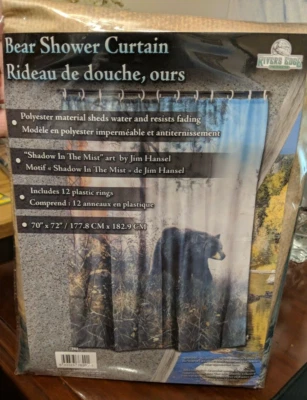 Bear Shower Curtain
RIVERS EDGE
Rideau de douche, ours
• Polyester material sheds water and resists fading
Modèle en polyester imperméable et antiternissement
• "Shadow In The Mist" art by Jim Hansel
Motif « Shadow In The Mist » de Jim Hansel
• Includes 12 plastic rings
Comprend : 12 anneaux en plastique
• 70" x 72" / 177.8 CM x 182.9 CM